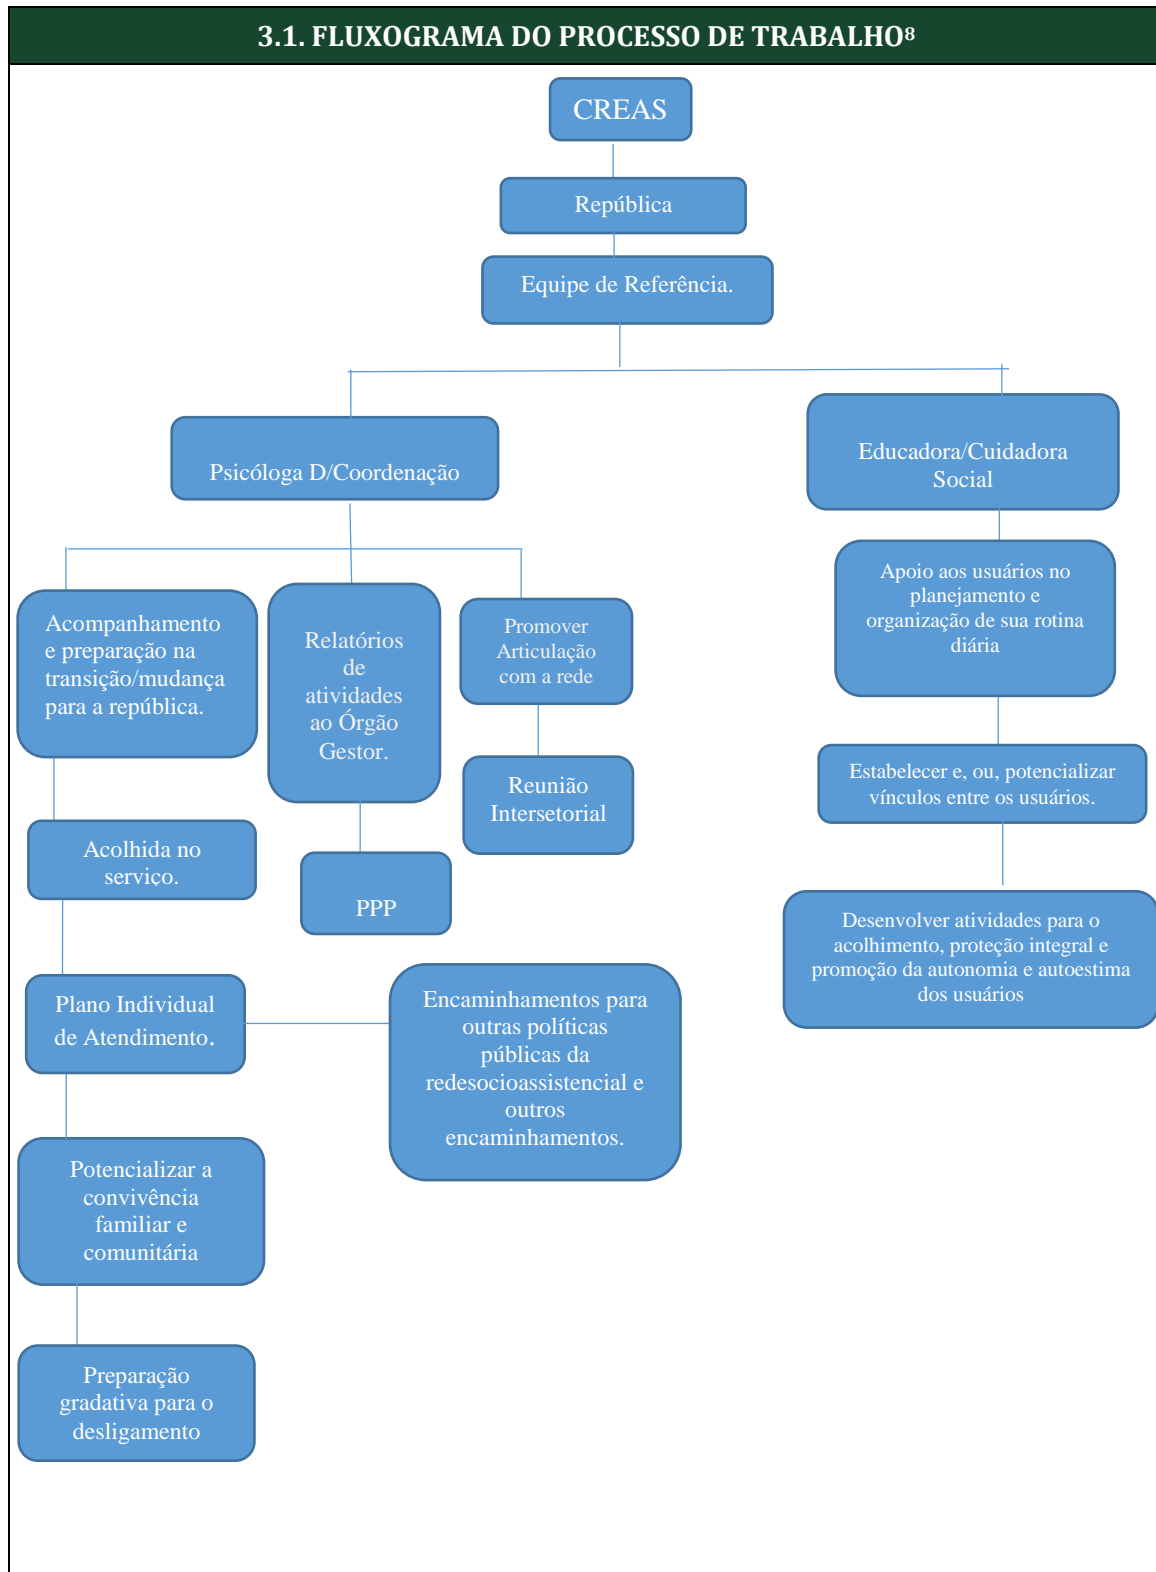 3.1. FLUXOGRAMA DO PROCESSO DE TRABALHO⁸
CREAS
República
Equipe de Referência.
Psicóloga D/Coordenação
Educadora/Cuidadora
Social
Acompanhamento
e preparação na
transição/mudança
para a república.
Relatórios
de
atividades
ao Órgão
Gestor.
Promover
Articulação
com a rede
Apoio aos usuários no
planejamento e
organização de sua rotina
diária
Reunião
Intersetorial
Estabelecer e, ou, potencializar
vínculos entre os usuários.
Acolhida no
serviço.
PPP
Desenvolver atividades para o
acolhimento, proteção integral e
promoção da autonomia e autoestima
dos usuários
Plano Individual
de Atendimento.
Encaminhamentos para
outras políticas
públicas da
redesocioassistencial e
outros
encaminhamentos.
Potencializar a
convivência
familiar e
comunitária
Preparação
gradativa para o
desligamento